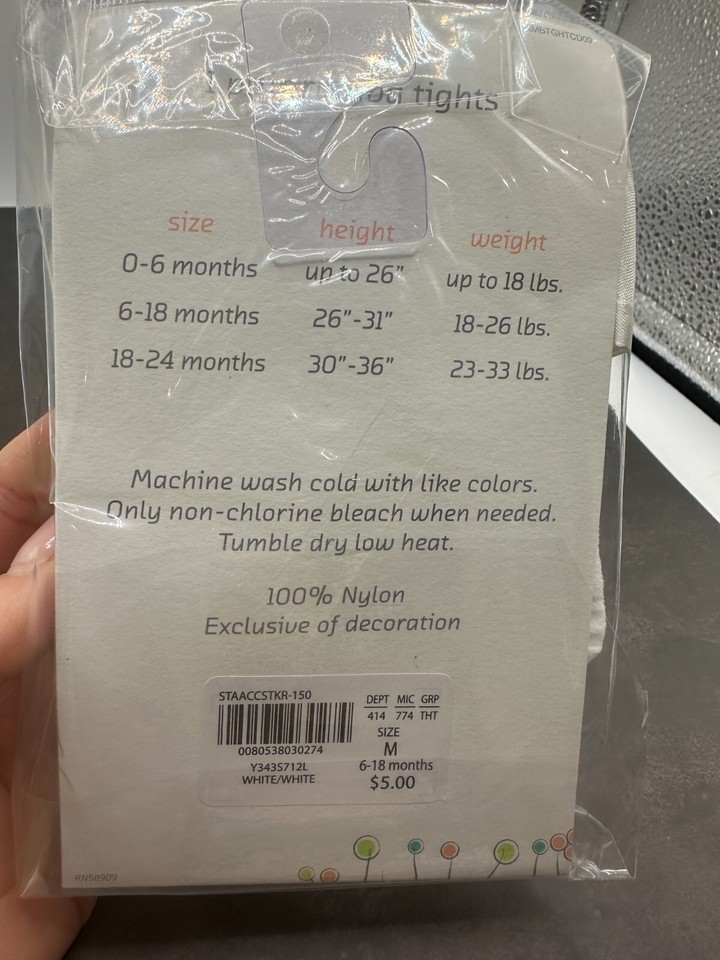 MBTGHTCD09
tights
size height weight
0-6 months up to 26" up to 18 lbs.
6-18 months 26"-31" 18-26 lbs.
18-24 months 30"-36" 23-33 lbs.
Machine wash cold with like colors.
Only non-chlorine bleach when needed.
Tumble dry low heat.
100% Nylon
Exclusive of decoration
STAACCSTKR-150
DEPT MIC GRP
414 774 THT
0080538030274
SIZE
M
Y343S712L
6-18 months
WHITE/WHITE
$5.00
RN58909